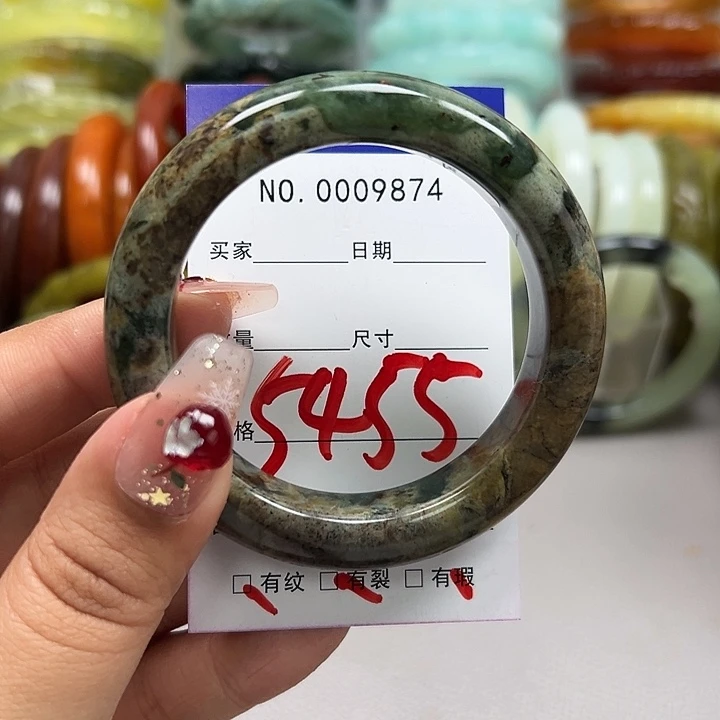 NO. 0009874
买家 日期
量 尺寸
格 5455
□有纹 □有裂 □有瑕